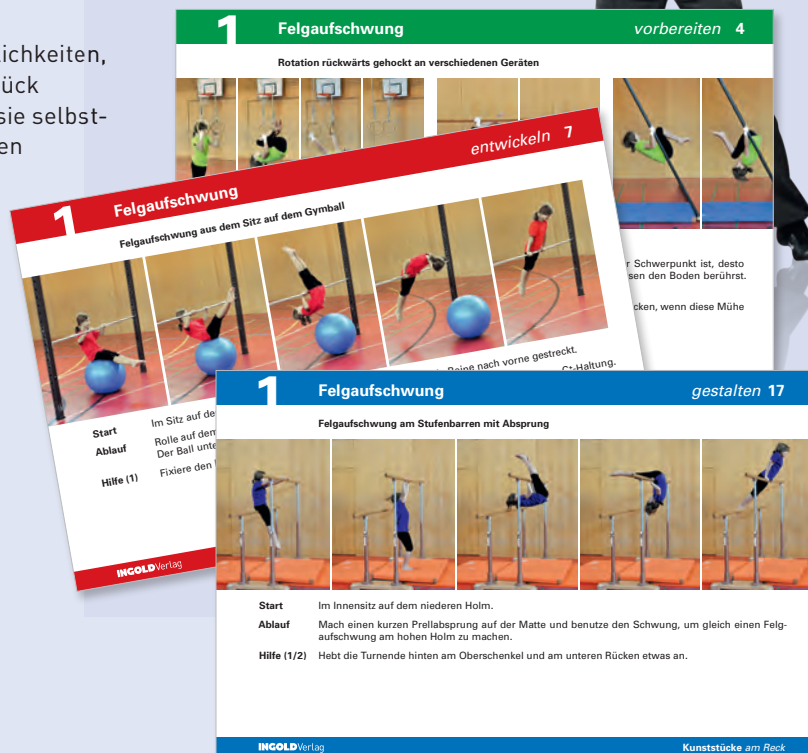 lichkeiten,
ück
sie selbst-
en
1 Felgaufschwung vorbereiten 4
Rotation rückwärts gehockt an verschiedenen Geräten
r Schwerpunkt ist, desto
sen den Boden berührst.
cken, wenn diese Mühe
1 Felgaufschwung entwickeln 7
Felgaufschwung aus dem Sitz auf dem Gymball
Beine nach vorne gestreckt.
C+-Haltung.
Start Im Sitz auf de
Ablauf Rolle auf dem
Der Ball unte
Hilfe (1) Fixiere den
INGOLDVerlag
1 Felgaufschwung gestalten 17
Felgaufschwung am Stufenbarren mit Absprung
Start Im Innensitz auf dem niederen Holm.
Ablauf Mach einen kurzen Prellabsprung auf der Matte und benutze den Schwung, um gleich einen Felg-
aufschwung am hohen Holm zu machen.
Hilfe (1/2) Hebt die Turnende hinten am Oberschenkel und am unteren Rücken etwas an.
INGOLDVerlag Kunststücke am Reck